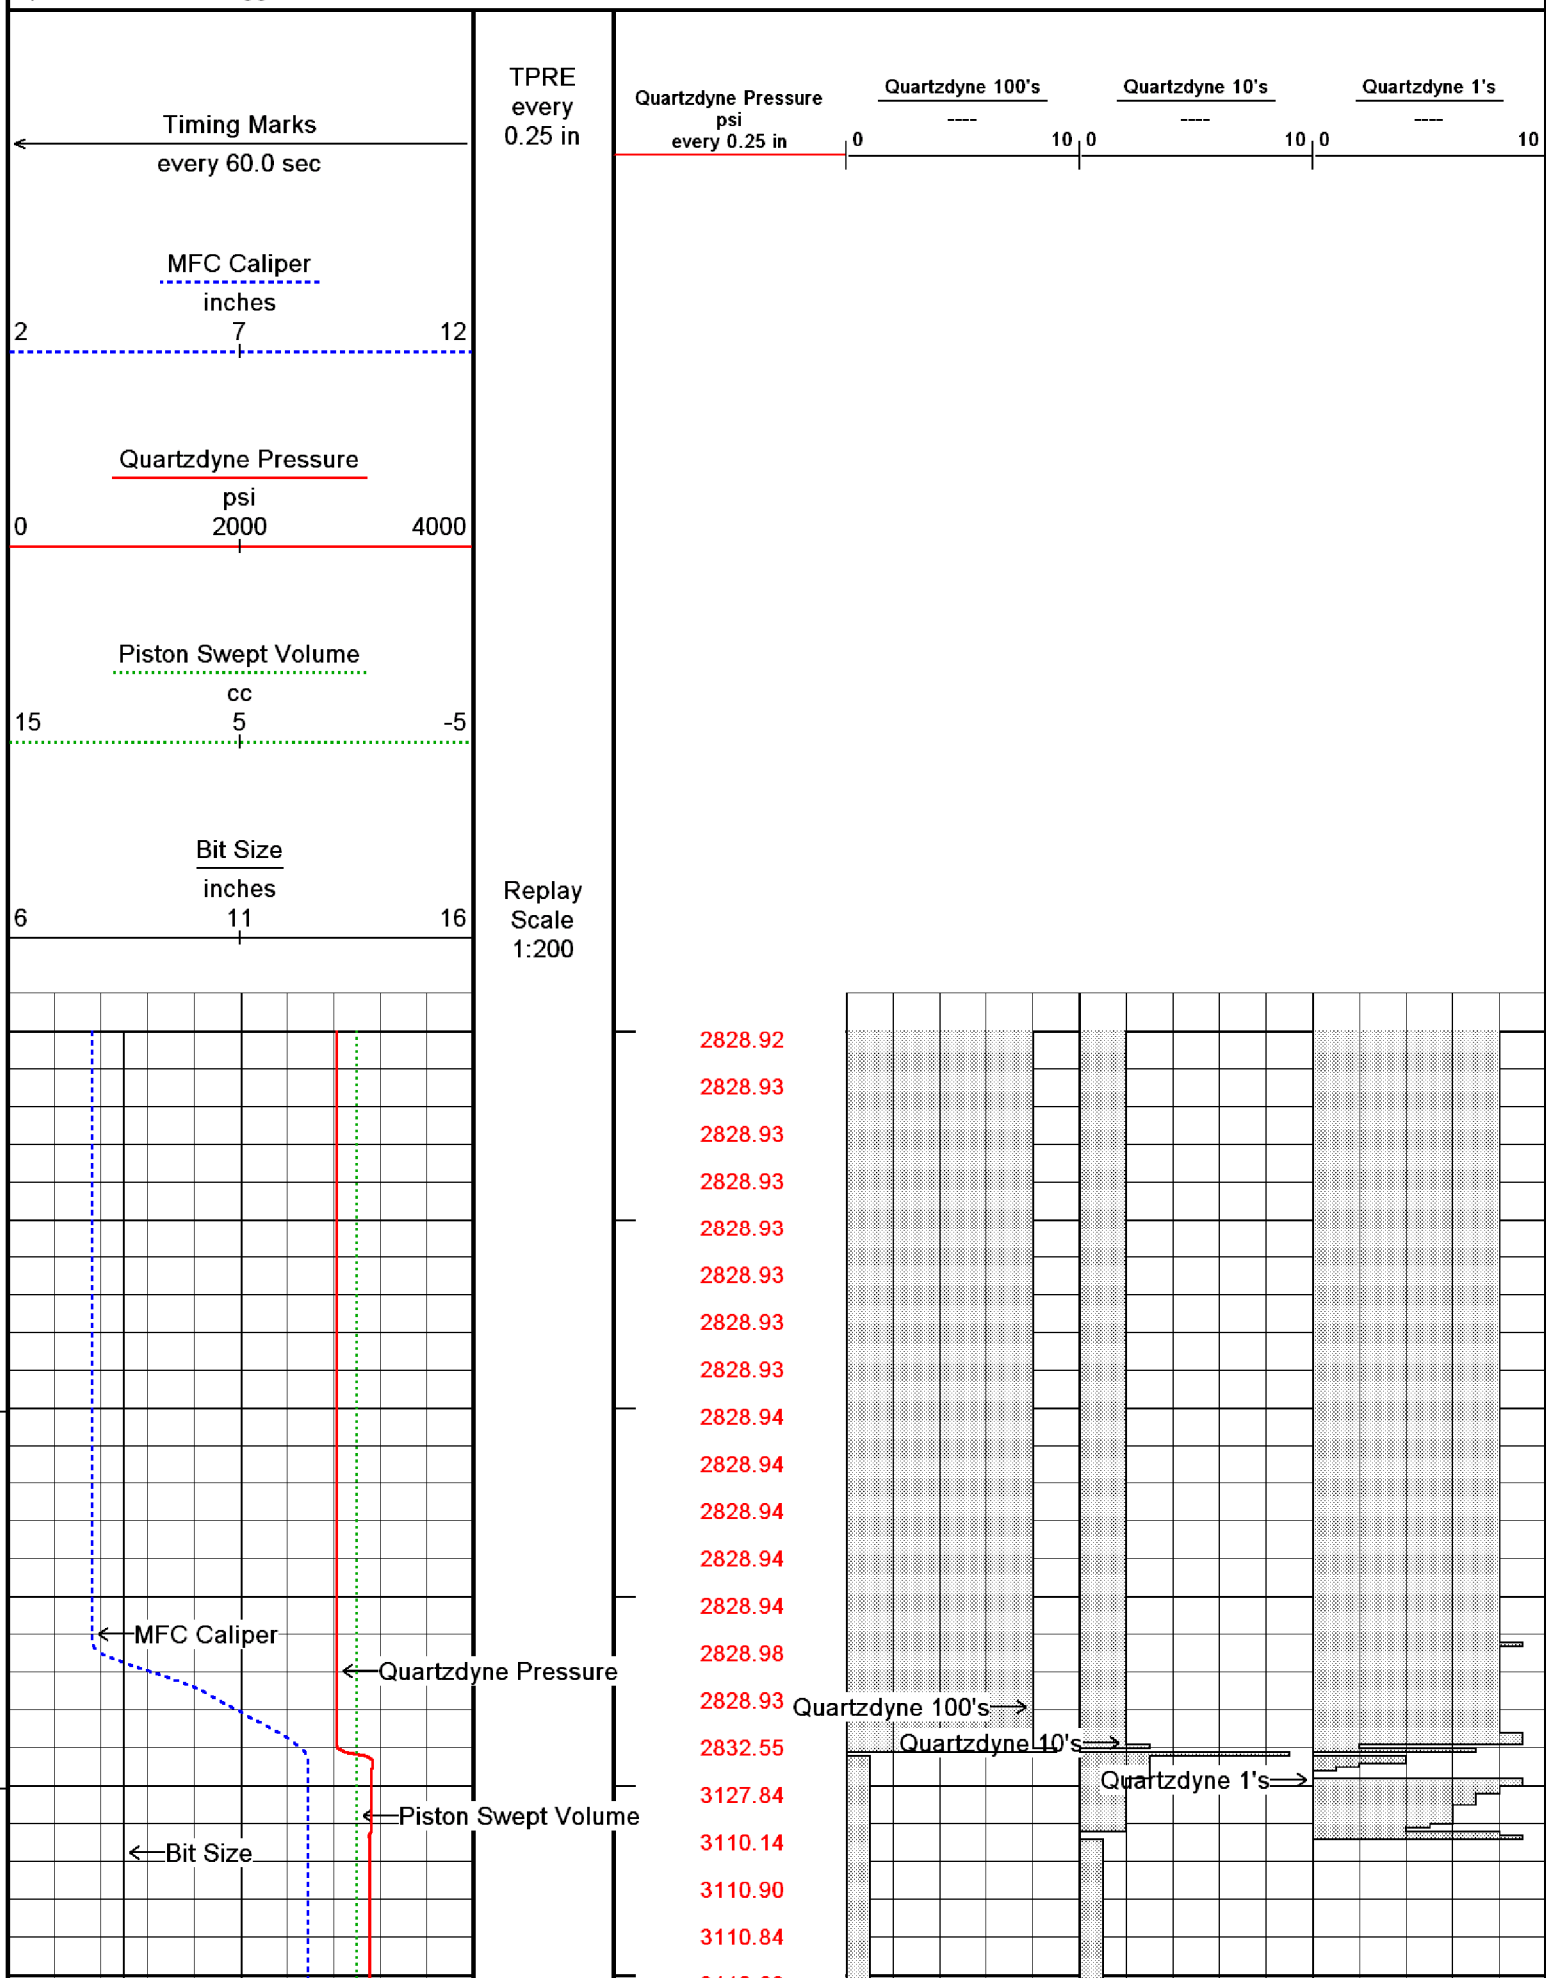 Timing Marks
every 60.0 sec
MFC Caliper
inches
2 7 12
Quartzdyne Pressure
psi
0 2000 4000
Piston Swept Volume
cc
15 5 -5
Bit Size
inches
6 11 16
TPRE
every
0.25 in
Replay
Scale
1:200
Quartzdyne Pressure
psi
every 0.25 in
Quartzdyne 100's
----
0 10
Quartzdyne 10's
----
0 10
Quartzdyne 1's
----
0 10
2828.92
2828.93
2828.93
2828.93
2828.93
2828.93
2828.93
2828.93
2828.94
2828.94
2828.94
2828.94
2828.94
MFC Caliper
2828.98
Quartzdyne Pressure
2828.93
Quartzdyne 100's
Quartzdyne 10's
2832.55
Quartzdyne 1's
3127.84
Piston Swept Volume
3110.14
Bit Size
3110.90
3110.84